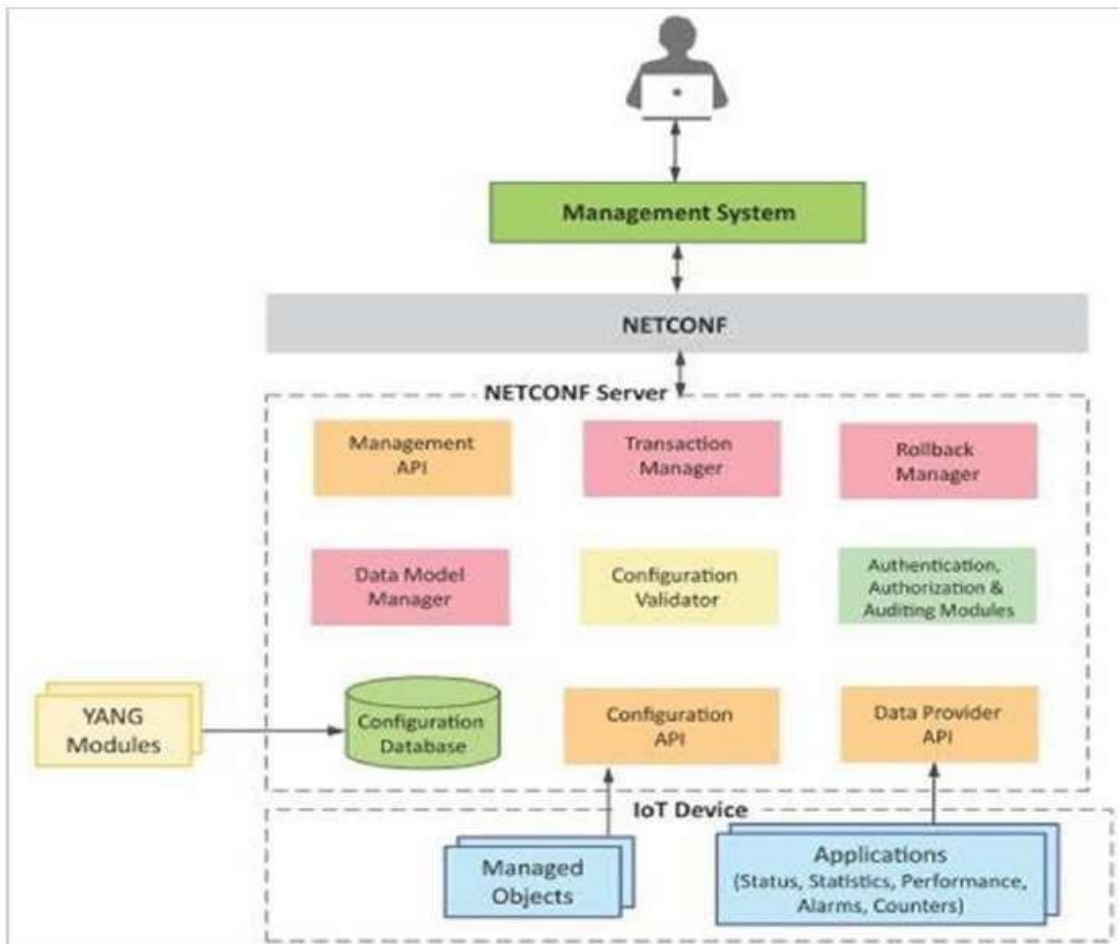 Management System
NETCONF
NETCONF Server
Management
API
Transaction
Manager
Rollback
Manager
Data Model
Manager
Configuration
Validator
Authentication,
Authorization &
Auditing Modules
YANG
Modules
Configuration
Database
Configuration
API
Data Provider
API
IoT Device
Managed
Objects
Applications
(Status, Statistics, Performance,
Alarms, Counters)